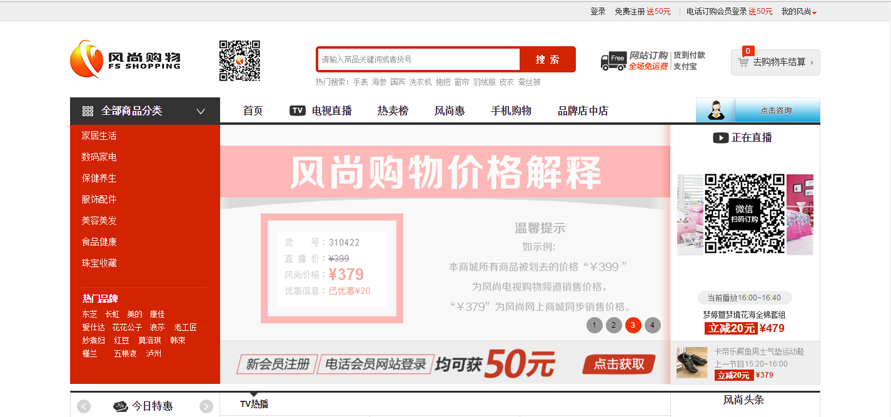 登录 免费注册 送50元 电话订购会员登录 送50元 我的风尚
风尚购物
FS SHOPPING
请输入商品关键词或者货号
搜 索
热门搜索：手表 海参 国宾 洗衣机 拖把 窗帘 羽绒服 皮衣 蚕丝被
Free
网站订购
全场免运费
货到付款
支付宝
0
去购物车结算 ›
全部商品分类
首页 TV 电视直播 热卖榜 风尚惠 手机购物 品牌店中店
点击咨询
家居生活
数码家电
保健养生
服饰配件
美容美发
食品健康
珠宝收藏
热门品牌
东芝 长虹 美的 康佳
爱仕达 花花公子 浪莎 老工匠
妙煮妇 红豆 莫洛琪 韩束
稚兰 五粮液 泸州
风尚购物价格解释
货 号：310422
直 播 价：¥399
风尚价格：¥379
优惠信息：已优惠¥20
温馨提示
如示例：
本商城所有商品被划去的价格“￥399 ”
为风尚电视购物频道销售价格，
“￥379”为风尚网上商城同步销售价格。
1 2 3 4
新会员注册 电话会员网站登录 均可获50元 点击获取
正在直播
微信
扫码订购
当前播放16:00~16:40
梦缔暨梦境花海全棉套组
立减20元 ¥479
卡帝乐鳄鱼男士气垫运动鞋
上一节目15:20~16:00
立减20元 ¥379
今日特惠
TV热播
风尚头条